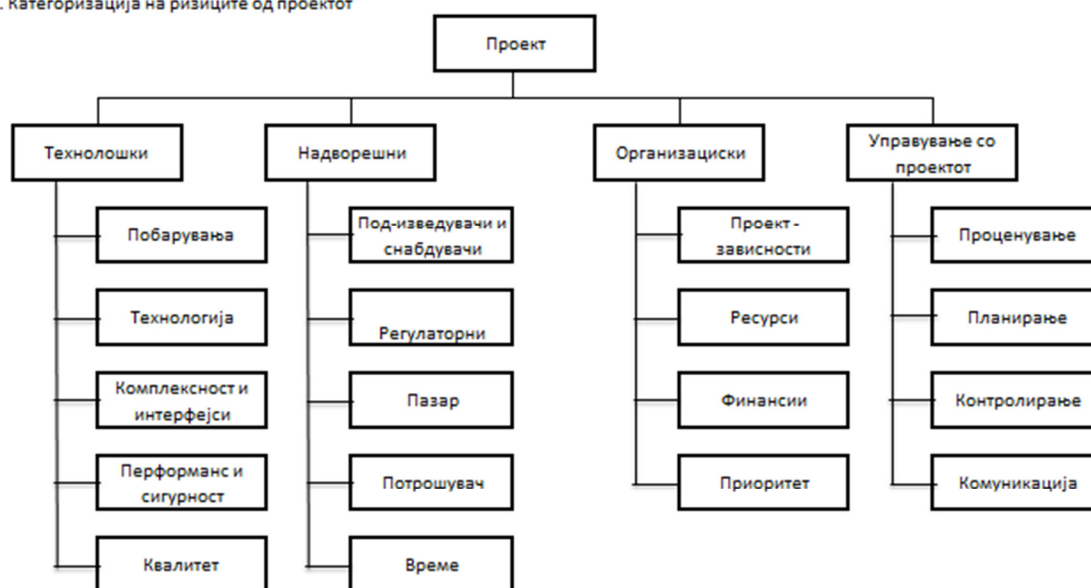 . Категоризација на ризиците од проектот
Проект
Технолошки
Надворешни
Организациски
Управување со
проектот
Побарувања
Технологија
Комплексност и
интерфејси
Перформанс и
сигурност
Квалитет
Под-изведувачи и
снабдувачи
Регулаторни
Пазар
Потрошувач
Време
Проект -
зависности
Ресурси
Финансии
Приоритет
Проценување
Планирање
Контролирање
Комуникација